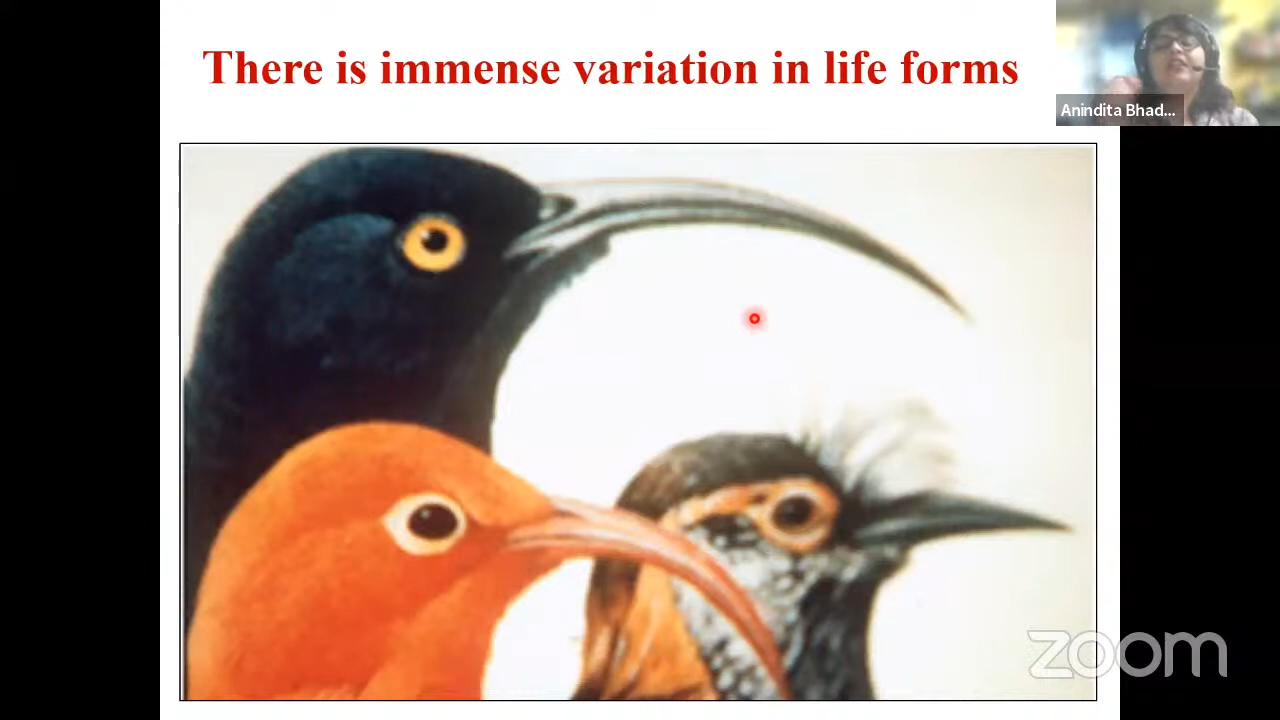 There is immense variation in life forms
Anindita Bhad...
zoom